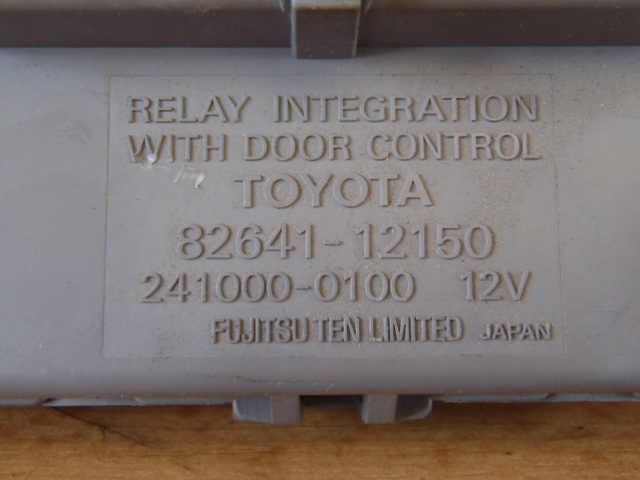 RELAY INTEGRATION
WITH DOOR CONTROL
TOYOTA
82641-12150
241000-0100 12V
FUJITSU TEN LIMITED JAPAN